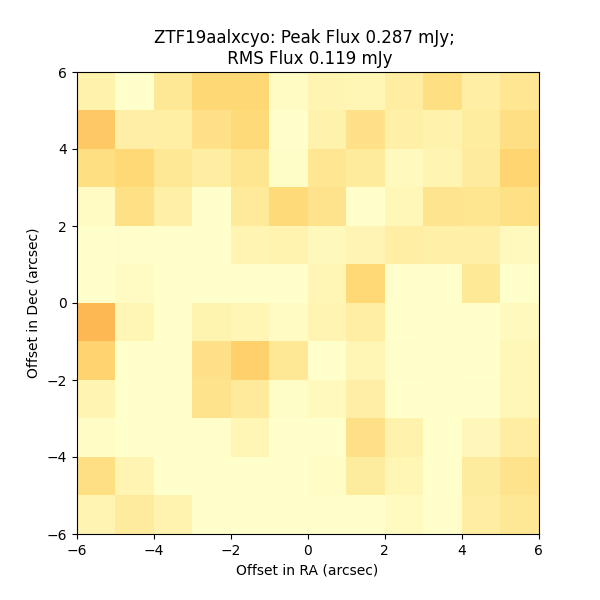 ZTF19aalxcyo: Peak Flux 0.287 mJy;
RMS Flux 0.119 mJy
6
4
2
0
−2
−4
−6
Offset in Dec (arcsec)
−6 −4 −2 0 2 4 6
Offset in RA (arcsec)